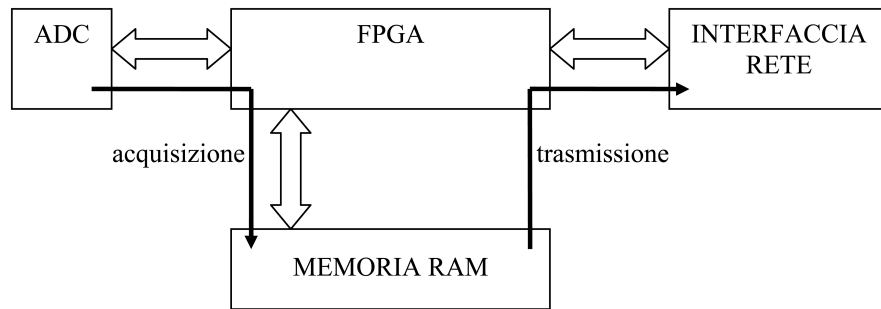 ADC
FPGA
INTERFACCIA
RETE
acquisizione
trasmissione
MEMORIA RAM